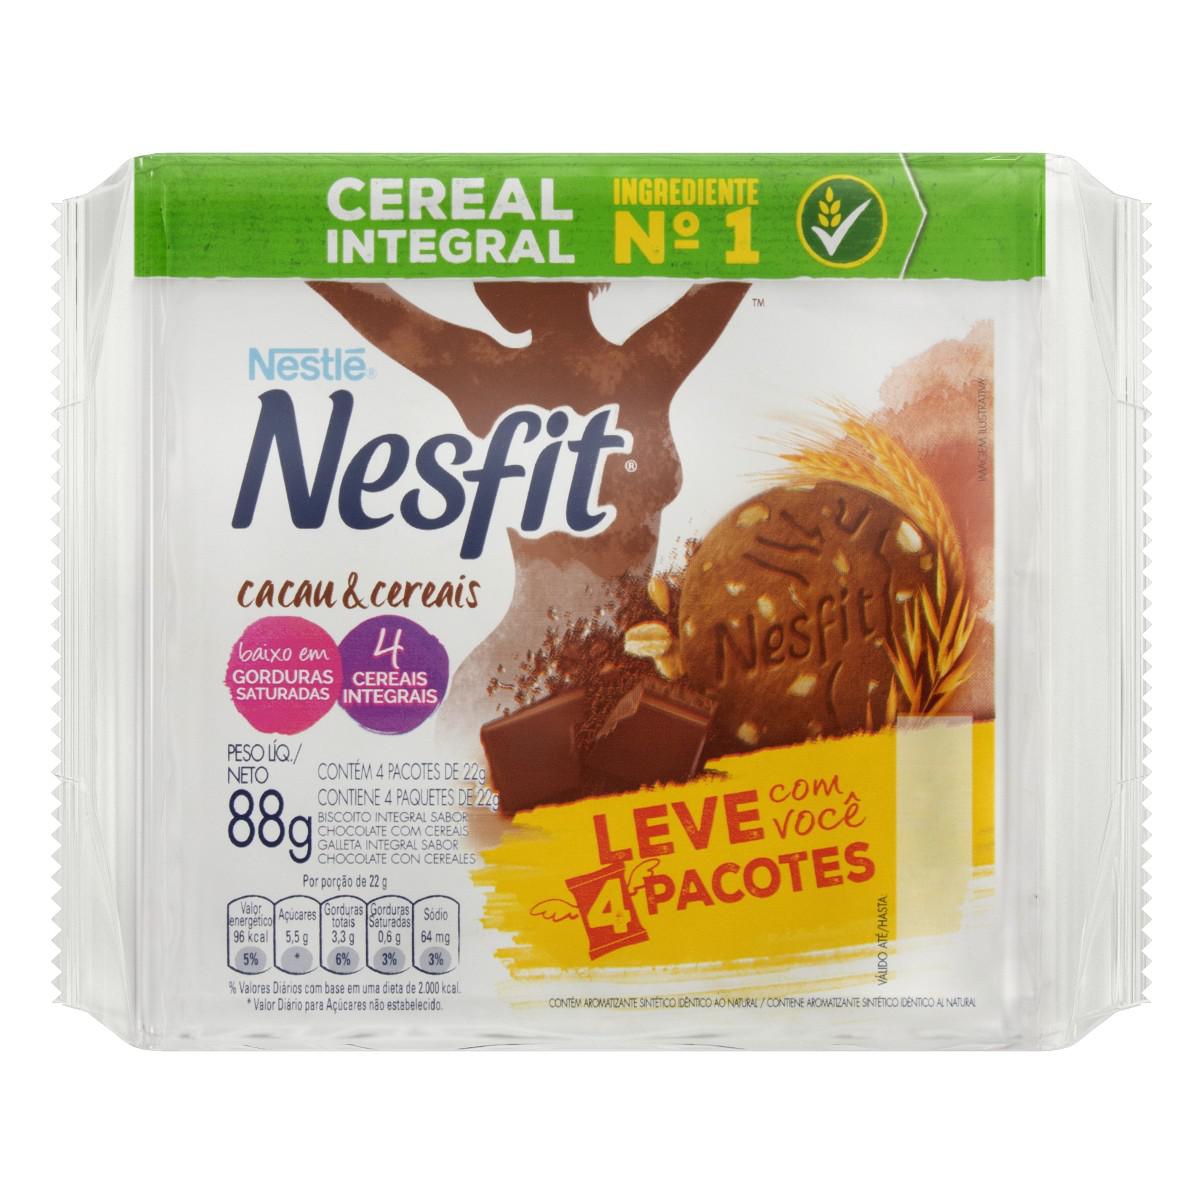 CEREAL
INTEGRAL
INGREDIENTE
Nº 1
TM
Nestlé®
Nesfit®
cacau & cereais
baixo em
GORDURAS
SATURADAS
4
CEREAIS
INTEGRAIS
IMAGEM ILUSTRATIVA
Nesfit
PESO LÍQ./
NETO
88g
CONTÉM 4 PACOTES DE 22g
CONTIENE 4 PAQUETES DE 22g
BISCOITO INTEGRAL SABOR
CHOCOLATE COM CEREAIS
GALLETA INTEGRAL SABOR
CHOCOLATE CON CEREALES
LEVE com você
4 PACOTES
Por porção de 22 g
Valor energético 96 kcal 5%
Açúcares 5,5 g *
Gorduras totais 3,3 g 6%
Gorduras Saturadas 0,6 g 3%
Sódio 64 mg 3%
% Valores Diários com base em uma dieta de 2.000 kcal.
* Valor Diário para Açúcares não estabelecido.
VÁLIDO ATÉ/HASTA:
CONTÉM AROMATIZANTE SINTÉTICO IDÊNTICO AO NATURAL / CONTIENE AROMATIZANTE SINTÉTICO IDÉNTICO AL NATURAL